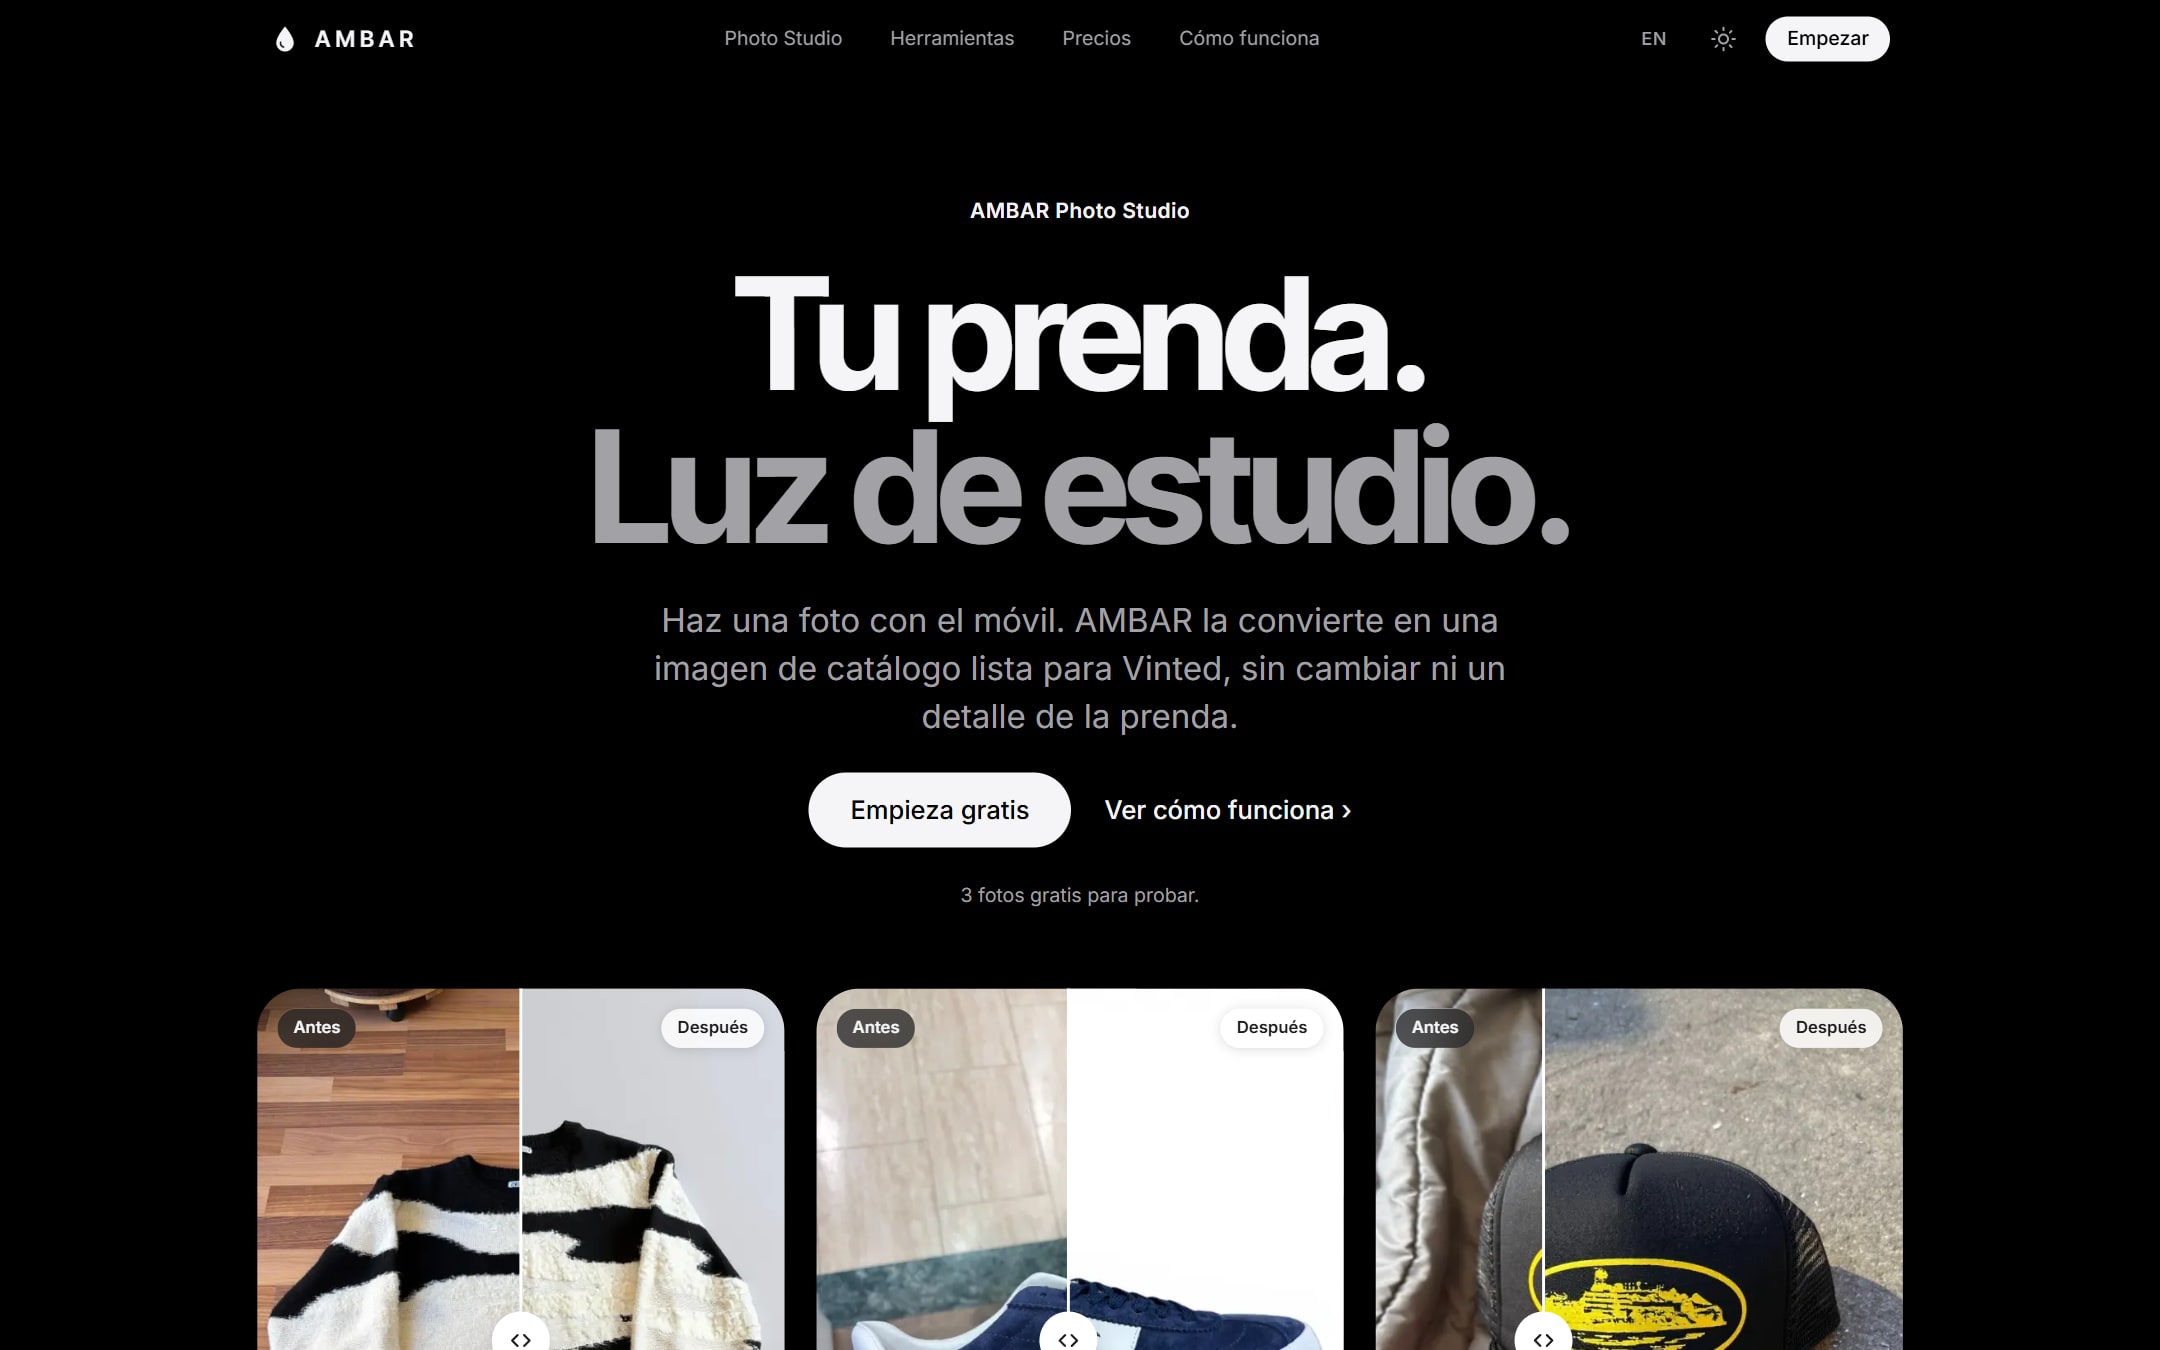 AMBAR
Photo Studio
Herramientas
Precios
Cómo funciona
EN
Empezar
AMBAR Photo Studio
Tu prenda.
Luz de estudio.
Haz una foto con el móvil. AMBAR la convierte en una
imagen de catálogo lista para Vinted, sin cambiar ni un
detalle de la prenda.
Empieza gratis
Ver cómo funciona ›
3 fotos gratis para probar.
Antes
Después
Antes
Después
Antes
Después